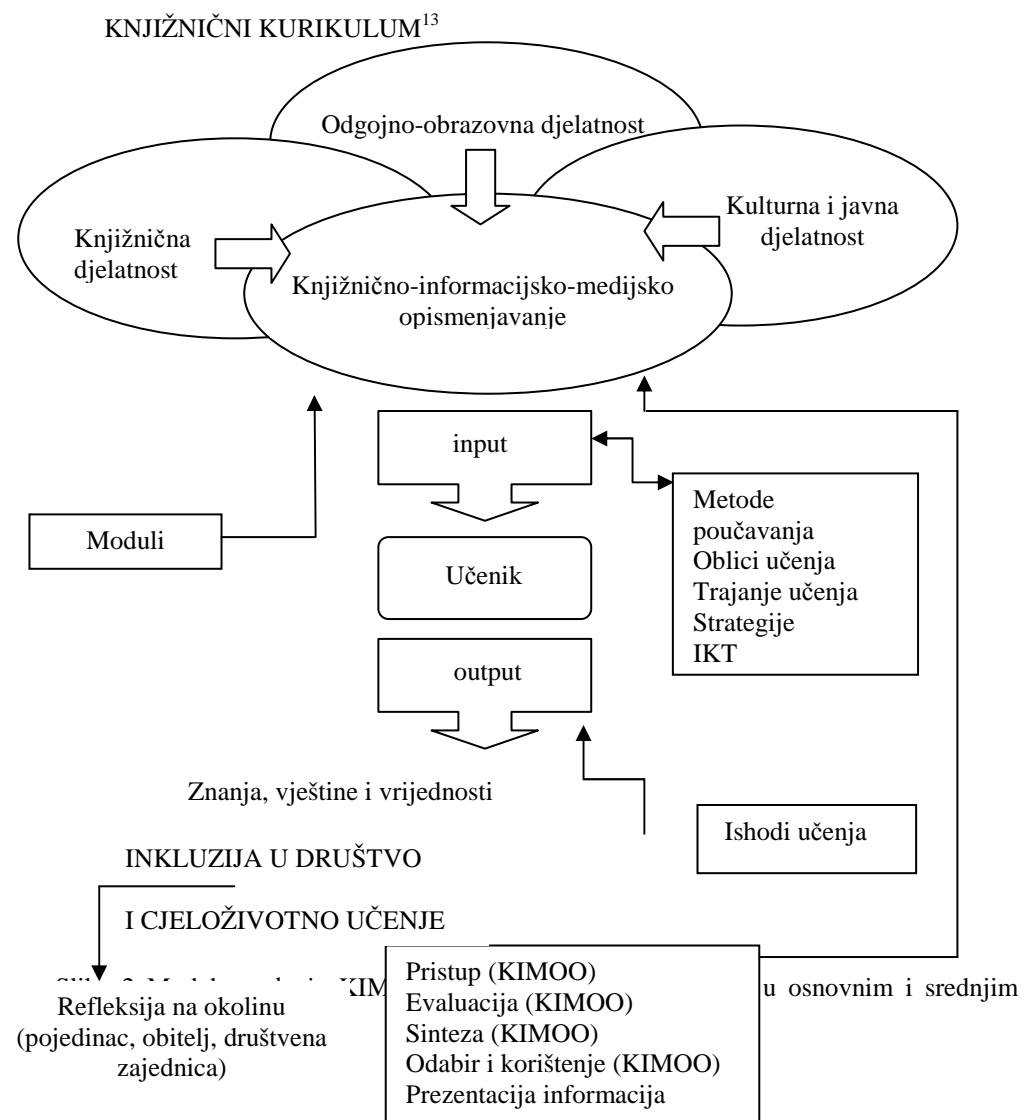 KNJIŽNIČNI KURIKULUM13
Odgojno-obrazovna djelatnost
Knjižnična
djelatnost
Kulturna i javna
djelatnost
Knjižnično-informacijsko-medijsko
opismenjavanje
input
Moduli
Metode
poučavanja
Oblici učenja
Trajanje učenja
Strategije
IKT
Učenik
output
Znanja, vještine i vrijednosti
Ishodi učenja
INKLUZIJA U DRUŠTVO
I CJELOŽIVOTNO UČENJE
u osnovnim i srednjim
Refleksija na okolinu
(pojedinac, obitelj, društvena
zajednica)
Pristup (KIMOO)
Evaluacija (KIMOO)
Sinteza (KIMOO)
Odabir i korištenje (KIMOO)
Prezentacija informacija